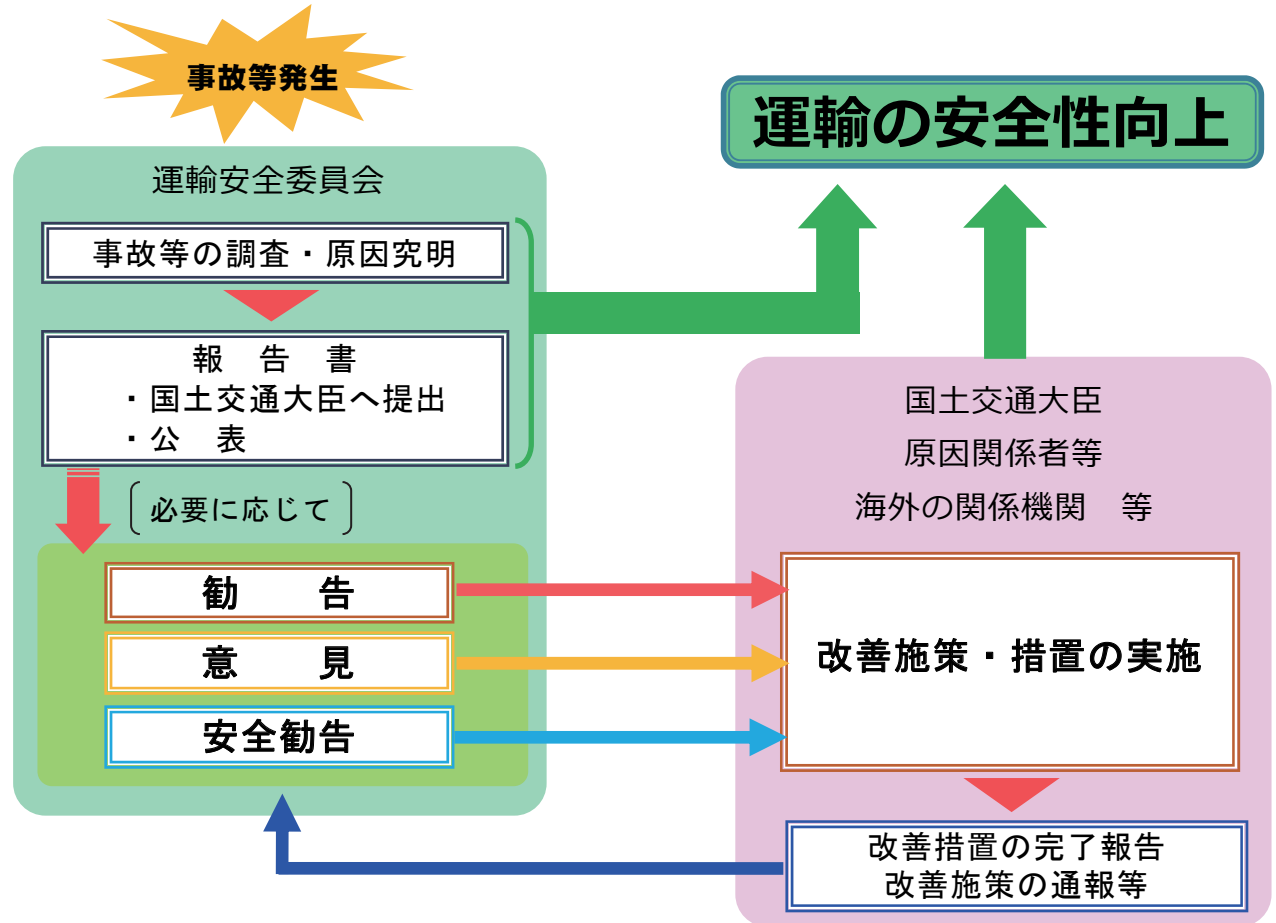 事故等発生
運輸の安全性向上
運輸安全委員会
事故等の調査・原因究明
報　告　書
・国土交通大臣へ提出
・公　表
〔必要に応じて〕
勧　　告
意　　見
安全勧告
国土交通大臣
原因関係者等
海外の関係機関　等
改善施策・措置の実施
改善措置の完了報告
改善施策の通報等